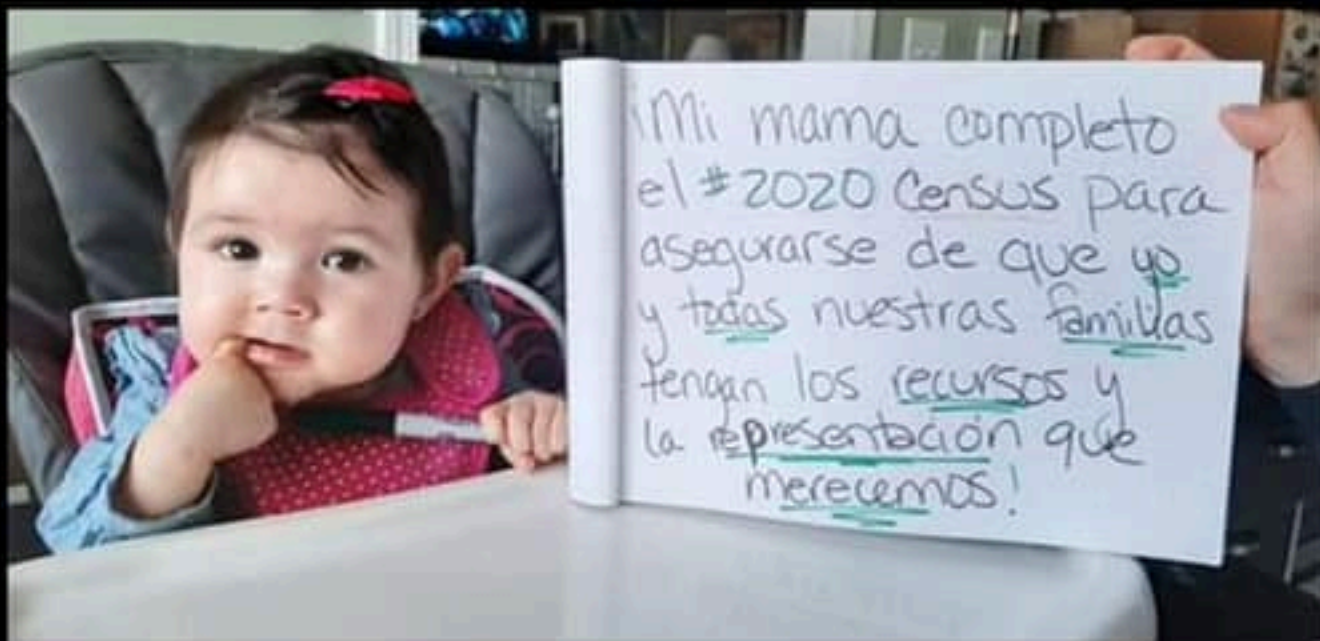 ¡Mi mama completo
el #2020 Census para
asegurarse de que yo
y todas nuestras familias
tengan los recursos y
la representación que
merecemos!